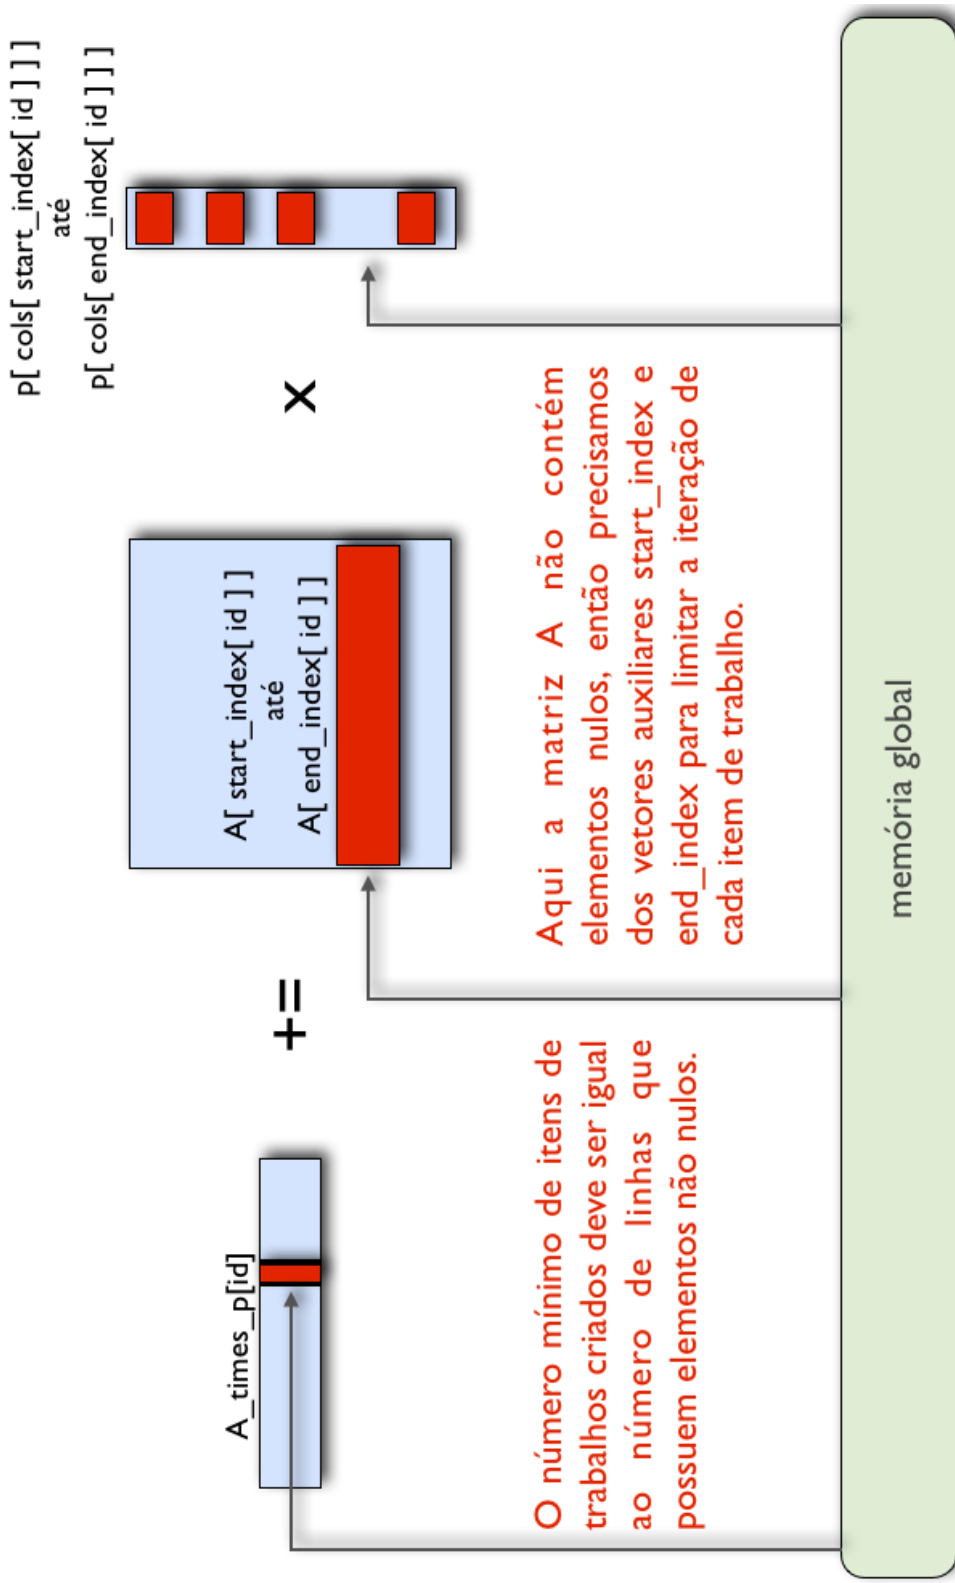 A_times_p[id]
+=
A[ start_index[ id ] ]
até
A[ end_index[ id ] ]
x
p[ cols[ start_index[ id ] ] ]
até
p[ cols[ end_index[ id ] ] ]
O número mínimo de itens de
trabalhos criados deve ser igual
ao número de linhas que
possuem elementos não nulos.
Aqui a matriz A não contém
elementos nulos, então precisamos
dos vetores auxiliares start_index e
end_index para limitar a iteração de
cada item de trabalho.
memória global